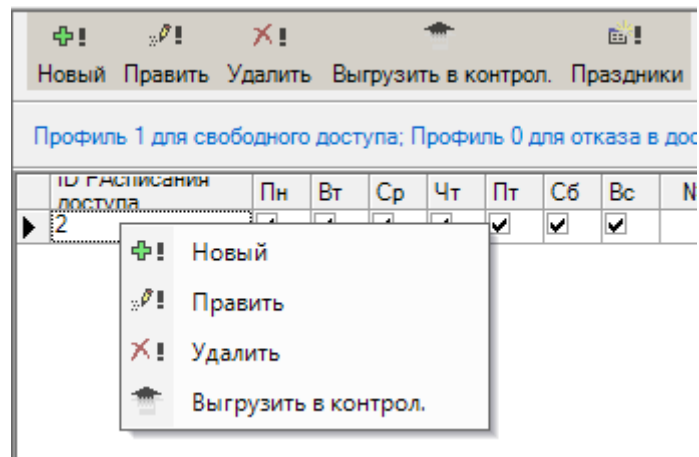 Новый Править Удалить Выгрузить в контрол. Праздники
Профиль 1 для свободного доступа; Профиль 0 для отказа в дос
ID РАсписания доступа Пн Вт Ср Чт Пт Сб Вс
2
Новый
Править
Удалить
Выгрузить в контрол.